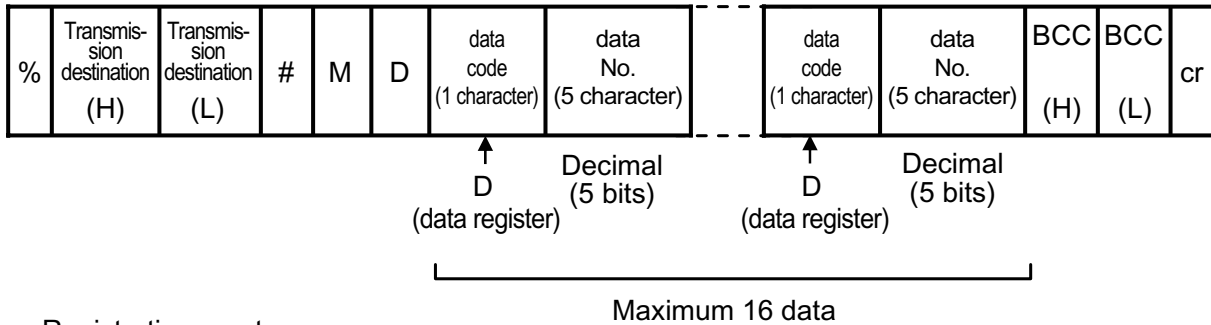 %
Transmis-
sion
destination
(H)
Transmis-
sion
destination
(L)
#
M
D
data
code
(1 character)
data
No.
(5 character)
data
code
(1 character)
data
No.
(5 character)
BCC
(H)
BCC
(L)
cr
D
(data register)
Decimal
(5 bits)
D
(data register)
Decimal
(5 bits)
Maximum 16 data